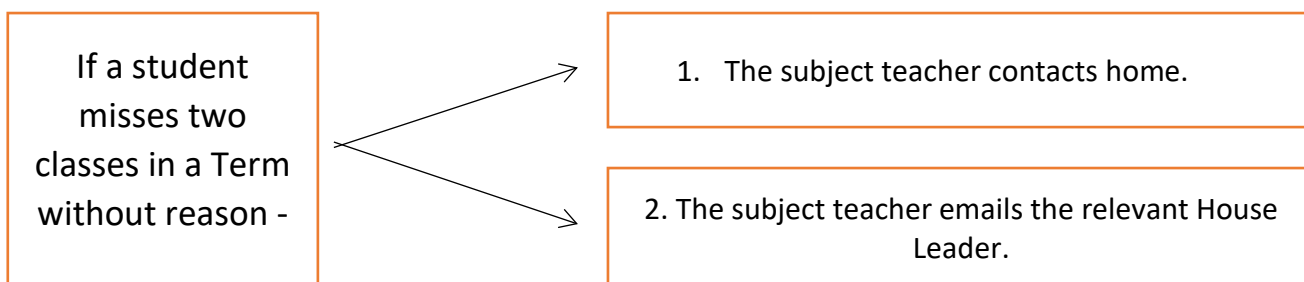 If a student
misses two
classes in a Term
without reason -
1. The subject teacher contacts home.
2. The subject teacher emails the relevant House
Leader.